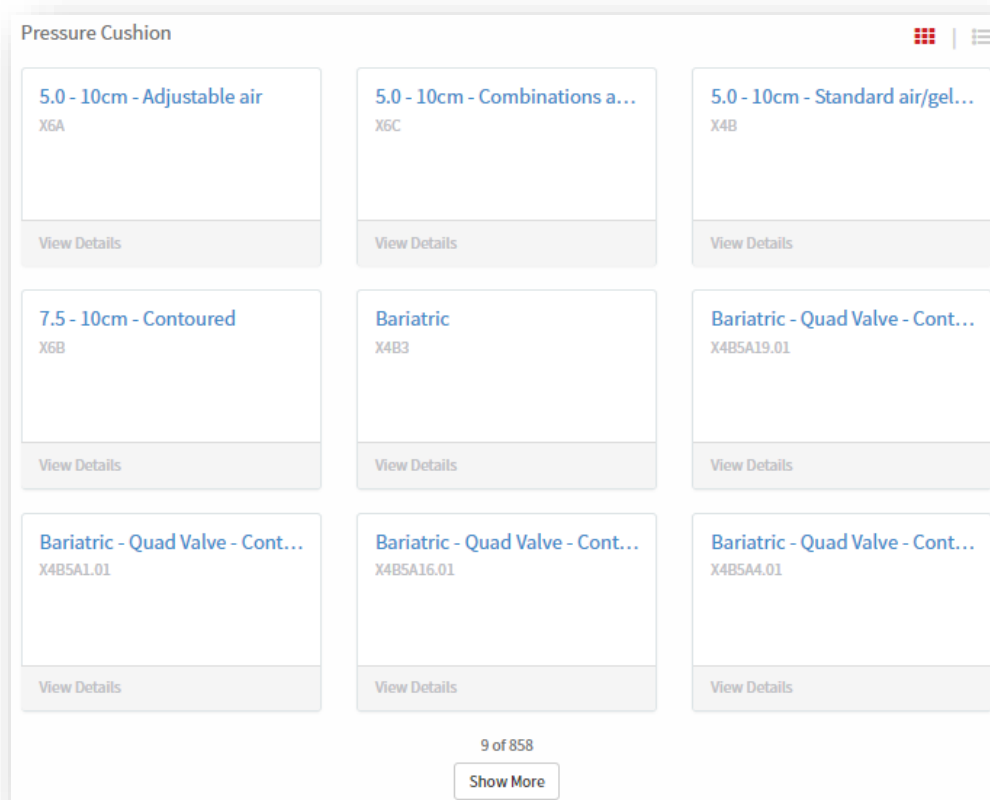 Pressure Cushion
5.0 - 10cm - Adjustable air
X6A
View Details
5.0 - 10cm - Combinations a...
X6C
View Details
5.0 - 10cm - Standard air/gel...
X4B
View Details
7.5 - 10cm - Contoured
X6B
View Details
Bariatric
X4B3
View Details
Bariatric - Quad Valve - Cont...
X4B5A19.01
View Details
Bariatric - Quad Valve - Cont...
X4B5A1.01
View Details
Bariatric - Quad Valve - Cont...
X4B5A16.01
View Details
Bariatric - Quad Valve - Cont...
X4B5A4.01
View Details
9 of 858
Show More